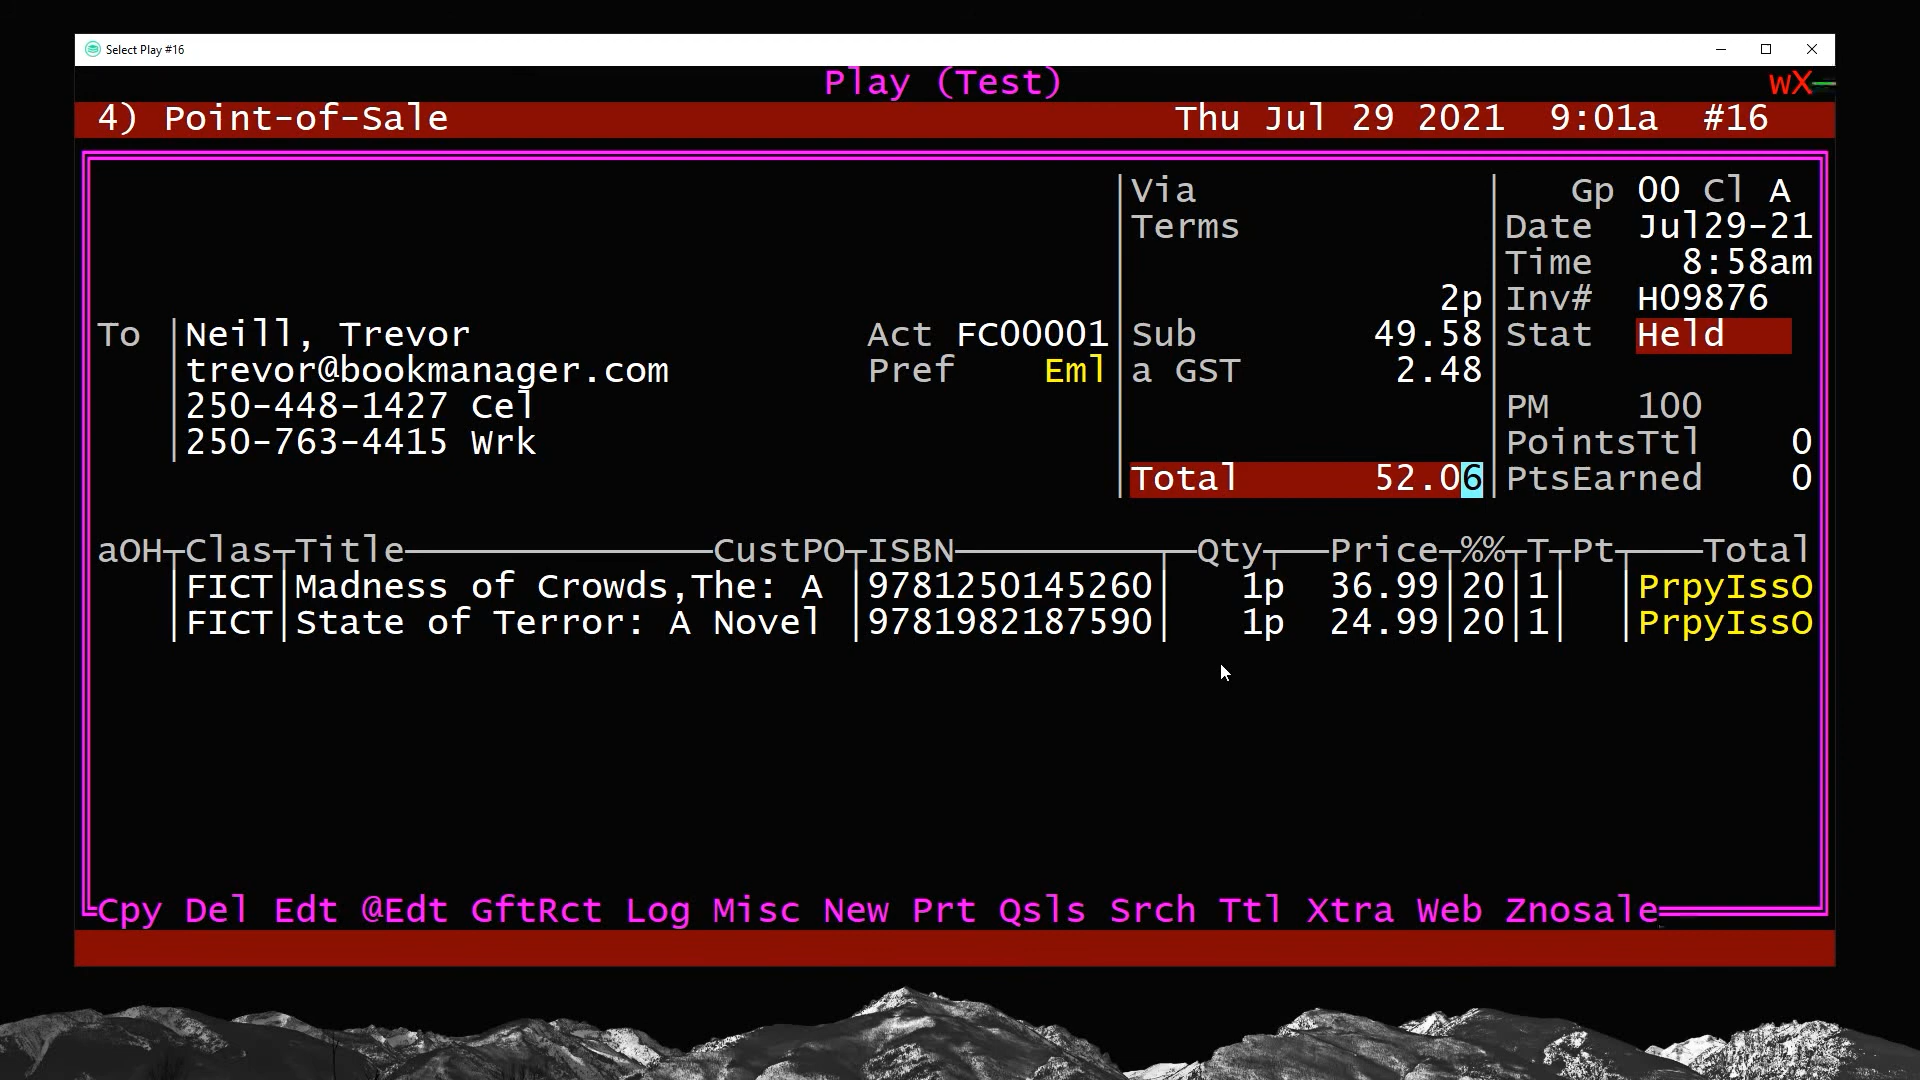 Select Play #16
Play (Test) wX
4) Point-of-Sale Thu Jul 29 2021 9:01a #16
Via Gp 00 Cl A
Terms Date Jul29-21
Time 8:58am
2p Inv# H09876
To Neill, Trevor Act FC00001 Sub 49.58 Stat Held
trevor@bookmanager.com Pref Eml a GST 2.48
250-448-1427 Cel PM 100
250-763-4415 Wrk PointsTtl 0
Total 52.06 PtsEarned 0
aOH Clas Title CustPO ISBN Qty Price %% T Pt Total
FICT Madness of Crowds,The: A 9781250145260 1p 36.99 20 1 PrpyIssO
FICT State of Terror: A Novel 9781982187590 1p 24.99 20 1 PrpyIssO
Cpy Del Edt @Edt GftRct Log Misc New Prt Qsls Srch Ttl Xtra Web Znosale